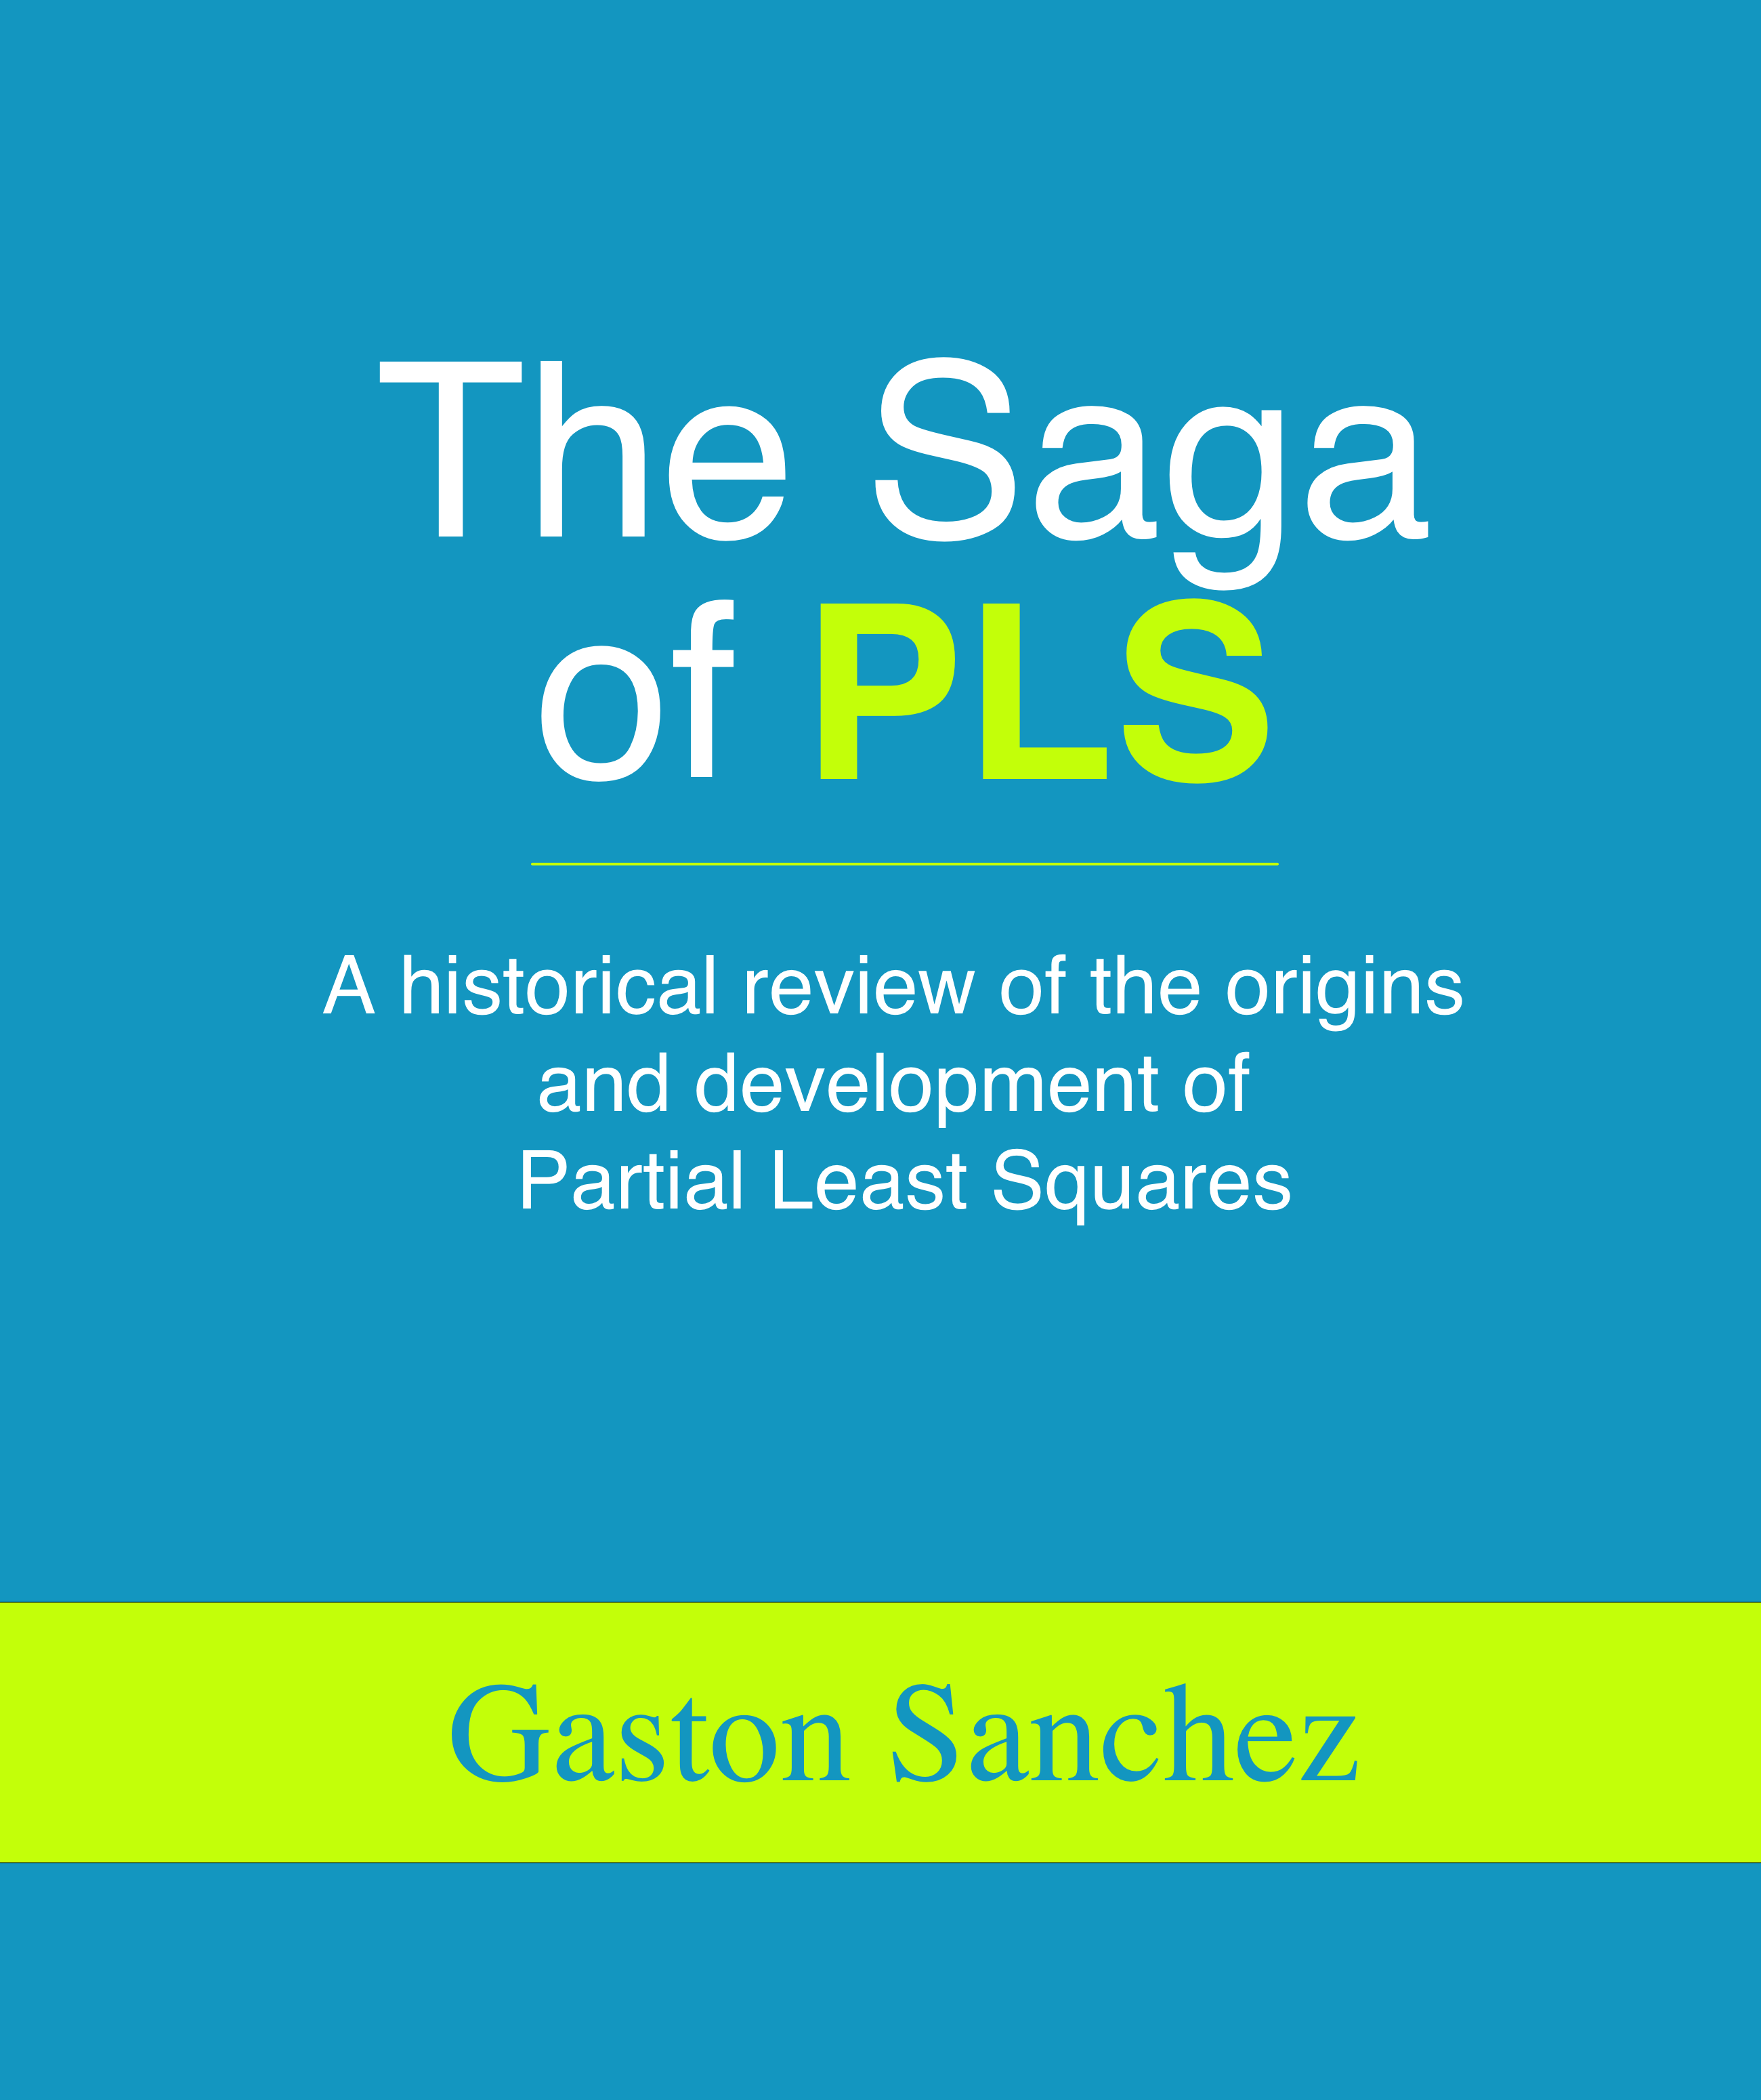 The Saga
of PLS
A historical review of the origins
and development of
Partial Least Squares
Gaston Sanchez